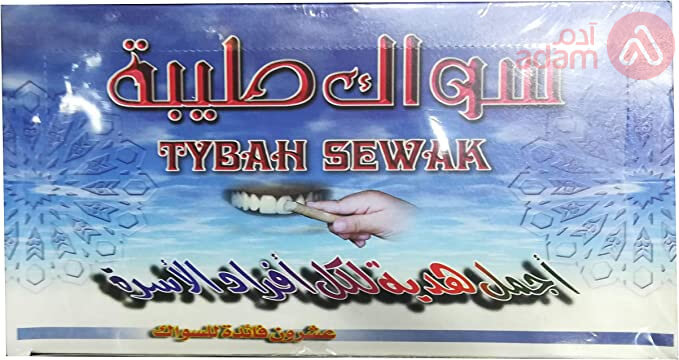 آدم
adam
سواك طيبة
TYBAH SEWAK
أجمل هدية لكل أفراد الأسرة
عشرون فائدة للسواك